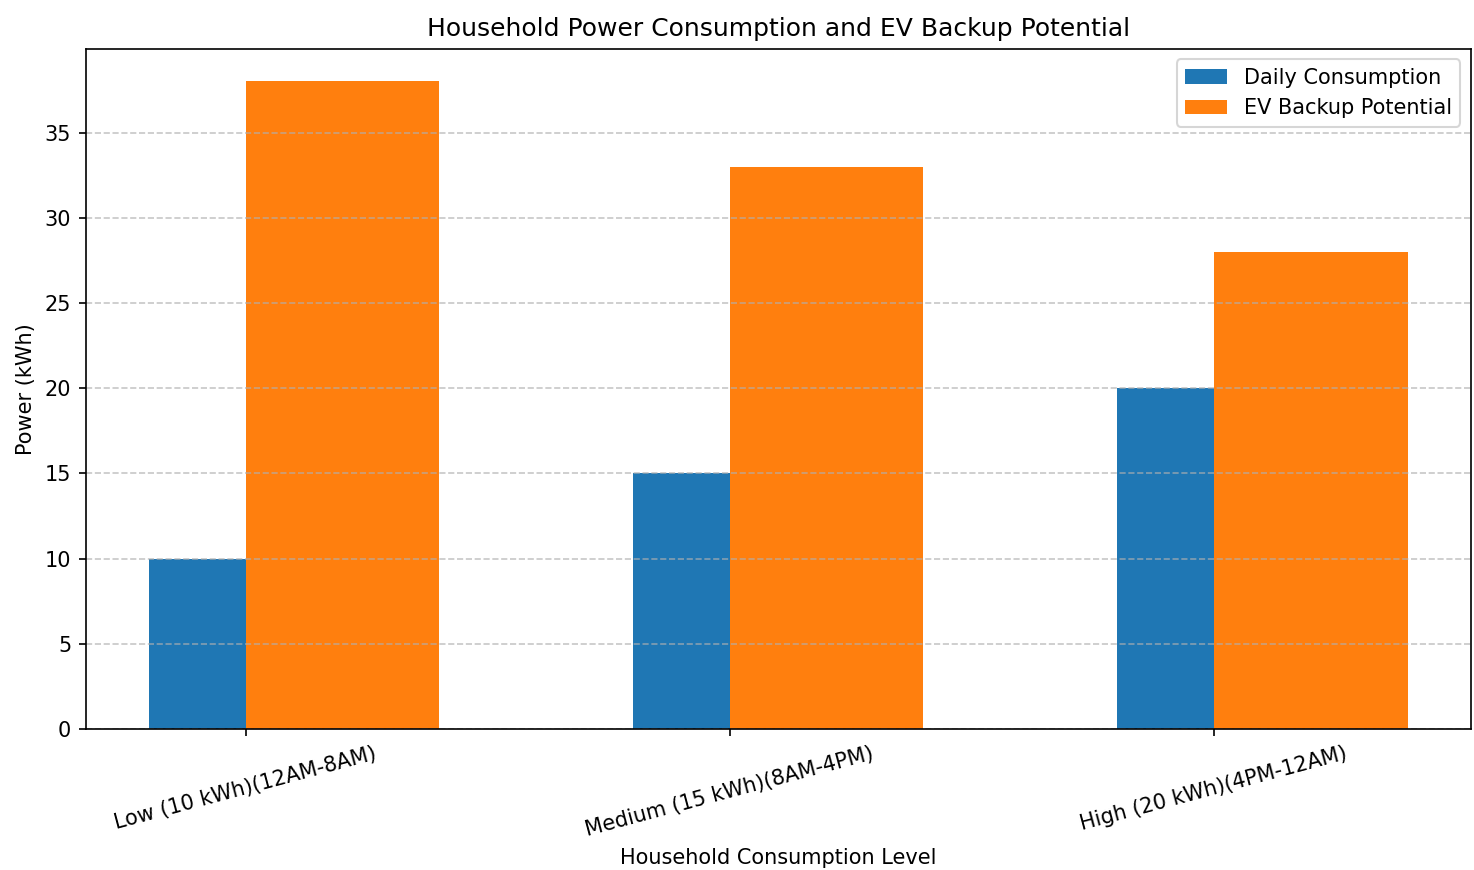 Household Power Consumption and EV Backup Potential
Daily Consumption
EV Backup Potential
Power (kWh)
35
30
25
20
15
10
5
0
Low (10 kWh)(12AM-8AM)
Medium (15 kWh)(8AM-4PM)
High (20 kWh)(4PM-12AM)
Household Consumption Level